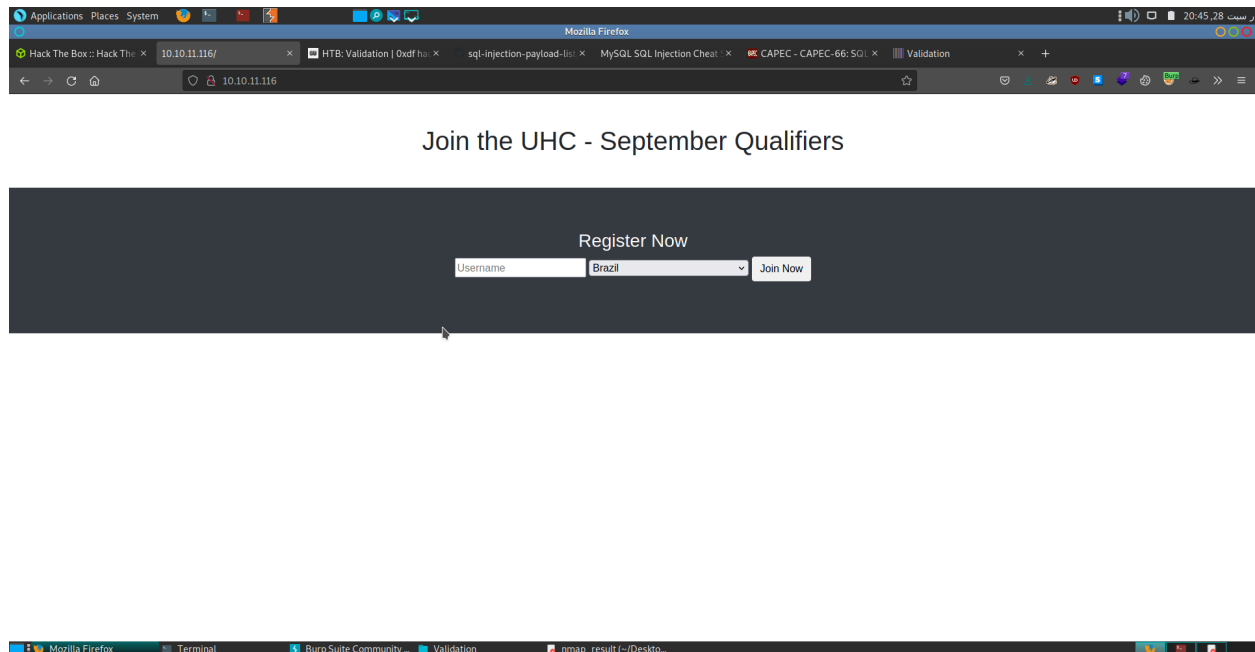 Applications Places System
20:45 ,28 سبت
Mozilla Firefox
Hack The Box :: Hack The
10.10.11.116/
HTB: Validation | 0xdf ha
sql-injection-payload-lis
MySQL SQL Injection Cheat S
CAPEC - CAPEC-66: SQL
Validation
10.10.11.116
7
Burp
Join the UHC - September Qualifiers
Register Now
Username
Brazil
Join Now
Mozilla Firefox
Terminal
Burp Suite Community ...
Validation
nmap_result (~/Deskto...